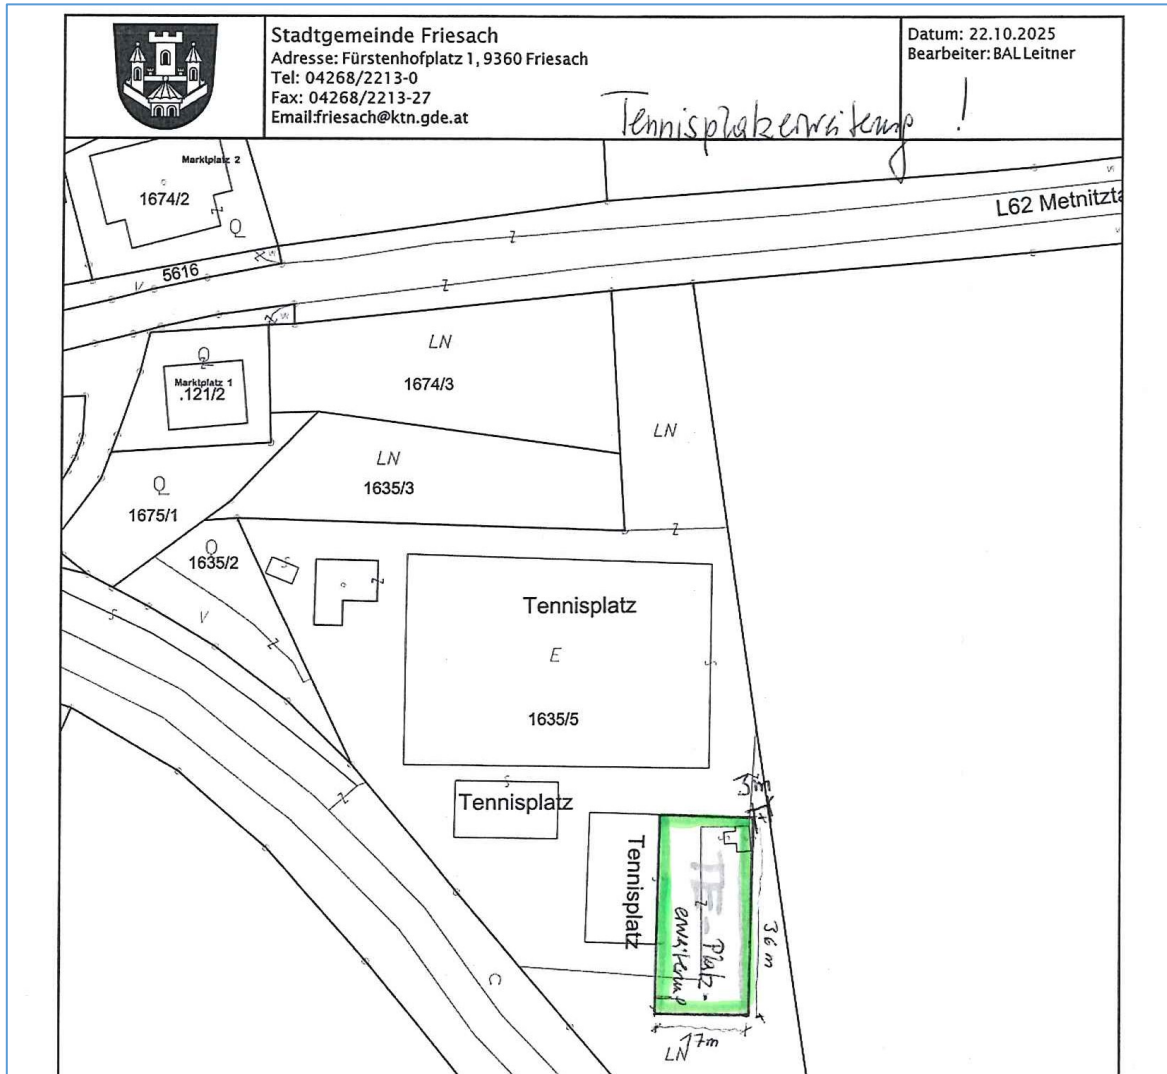 Stadtgemeinde Friesach
Adresse: Fürstenhofplatz 1, 9360 Friesach
Tel: 04268/2213-0
Fax: 04268/2213-27
Email:friesach@ktn.gde.at
Datum: 22.10.2025
Bearbeiter: BAL Leitner
Tennisplatzerweiterung !
Marktplatz 2
1674/2
L62 Metnitzta
5616
LN
1674/3
Marktplatz 1
.121/2
LN
LN
1635/3
1675/1
1635/2
Tennisplatz
E
1635/5
Tennisplatz
Tennisplatz
TE-Platz-
erweiterung
36 m
17m
LN